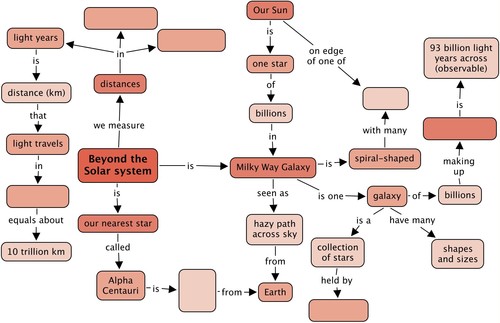 Our Sun
light years
in
is
on edge
of one of
93 billion light
years across
(observable)
is
one star
distances
distance (km)
of
is
that
we measure
billions
with many
light travels
in
Beyond the
Solar system
is
Milky Way Galaxy
is
spiral-shaped
making
up
in
is
seen as
is one
galaxy
of
billions
equals about
our nearest star
hazy path
across sky
is a
have many
10 trillion km
called
collection
of stars
shapes
and sizes
from
held by
Alpha
Centauri
is
from
Earth